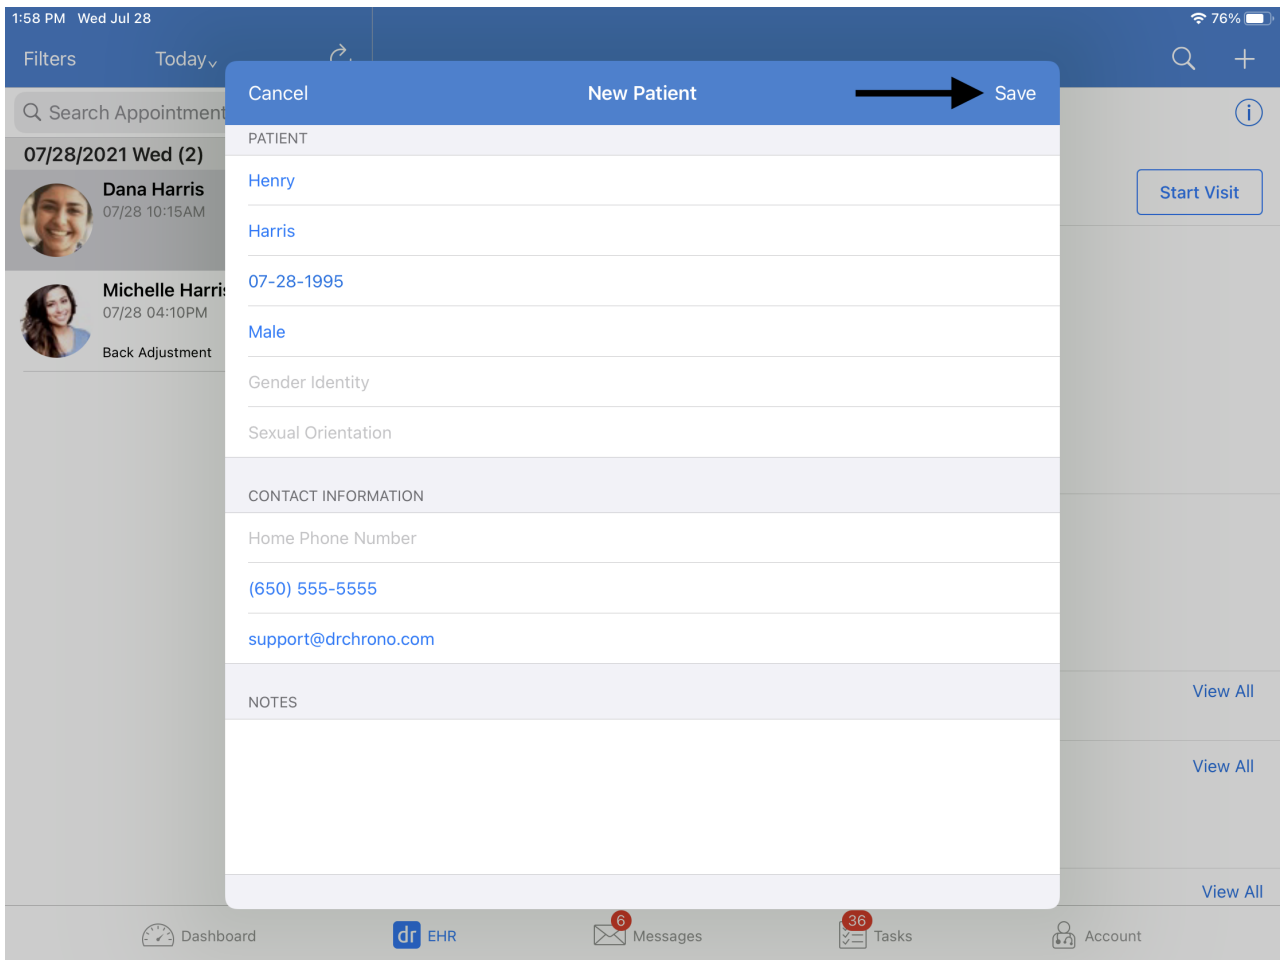 1:58 PM Wed Jul 28
76%
Filters Today
Search Appointment
07/28/2021 Wed (2)
Dana Harris
07/28 10:15AM
Michelle Harris
07/28 04:10PM
Back Adjustment
Cancel New Patient Save
PATIENT
Henry
Harris
07-28-1995
Male
Gender Identity
Sexual Orientation
CONTACT INFORMATION
Home Phone Number
(650) 555-5555
support@drchrono.com
NOTES
Start Visit
View All
View All
View All
Dashboard
dr EHR
6
Messages
36
Tasks
Account